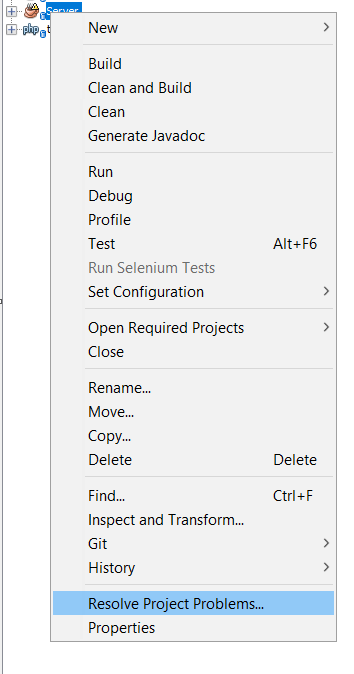 Server
php t
New
Build
Clean and Build
Clean
Generate Javadoc
Run
Debug
Profile
Test Alt+F6
Run Selenium Tests
Set Configuration
Open Required Projects
Close
Rename...
Move...
Copy...
Delete Delete
Find... Ctrl+F
Inspect and Transform...
Git
History
Resolve Project Problems...
Properties